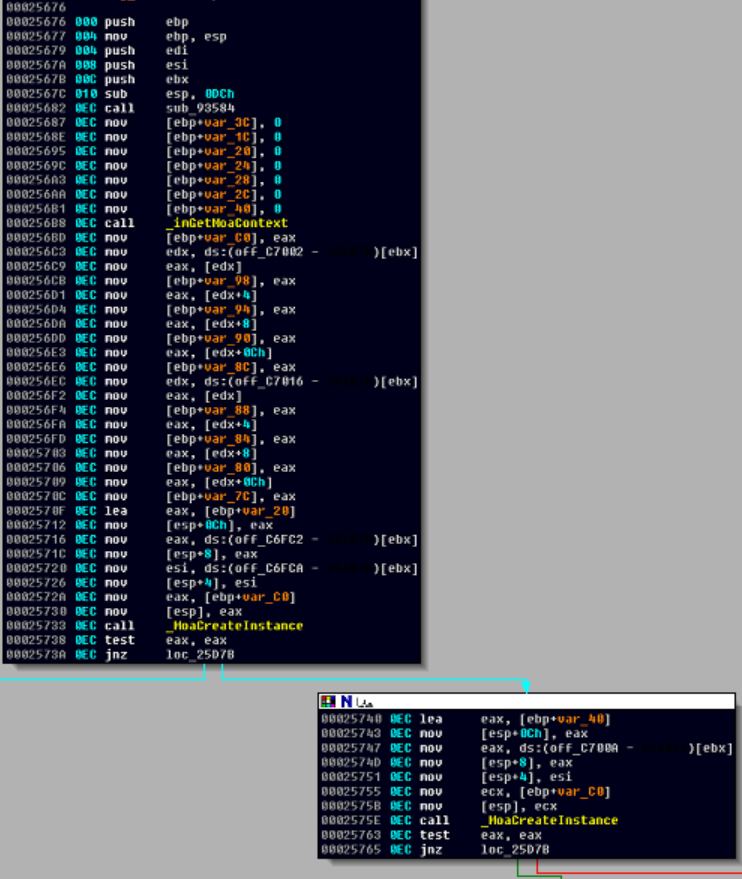 00025676
00025676 000 push ebp
00025677 004 mov ebp, esp
00025679 004 push edi
0002567A 008 push esi
0002567B 00C push ebx
0002567C 010 sub esp, 0DCh
00025682 0EC call sub_93584
00025687 0EC mov [ebp+var_3C], 0
0002568E 0EC mov [ebp+var_1C], 0
00025695 0EC mov [ebp+var_20], 0
0002569C 0EC mov [ebp+var_24], 0
000256A3 0EC mov [ebp+var_28], 0
000256AA 0EC mov [ebp+var_2C], 0
000256B1 0EC mov [ebp+var_40], 0
000256B8 0EC call _imGetMoaContext
000256BD 0EC mov [ebp+var_C0], eax
000256C3 0EC mov edx, ds:(off_C7002 - )[ebx]
000256C9 0EC mov eax, [edx]
000256CB 0EC mov [ebp+var_98], eax
000256D1 0EC mov eax, [edx+4]
000256D4 0EC mov [ebp+var_94], eax
000256DA 0EC mov eax, [edx+8]
000256DD 0EC mov [ebp+var_90], eax
000256E3 0EC mov eax, [edx+0Ch]
000256E6 0EC mov [ebp+var_8C], eax
000256EC 0EC mov edx, ds:(off_C7016 - )[ebx]
000256F2 0EC mov eax, [edx]
000256F4 0EC mov [ebp+var_88], eax
000256FA 0EC mov eax, [edx+4]
000256FD 0EC mov [ebp+var_84], eax
00025703 0EC mov eax, [edx+8]
00025706 0EC mov [ebp+var_80], eax
00025709 0EC mov eax, [edx+0Ch]
0002570C 0EC mov [ebp+var_7C], eax
0002570F 0EC lea eax, [ebp+var_20]
00025712 0EC mov [esp+0Ch], eax
00025716 0EC mov eax, ds:(off_C6FC2 - )[ebx]
0002571C 0EC mov [esp+8], eax
00025720 0EC mov esi, ds:(off_C6FCA - )[ebx]
00025726 0EC mov [esp+4], esi
0002572A 0EC mov eax, [ebp+var_C0]
00025730 0EC mov [esp], eax
00025733 0EC call _MoaCreateInstance
00025738 0EC test eax, eax
0002573A 0EC jnz loc_25D7B
00025740 0EC lea eax, [ebp+var_40]
00025743 0EC mov [esp+0Ch], eax
00025747 0EC mov eax, ds:(off_C700A - )[ebx]
0002574D 0EC mov [esp+8], eax
00025751 0EC mov [esp+4], esi
00025755 0EC mov ecx, [ebp+var_C0]
0002575B 0EC mov [esp], ecx
0002575E 0EC call _MoaCreateInstance
00025763 0EC test eax, eax
00025765 0EC jnz loc_25D7B